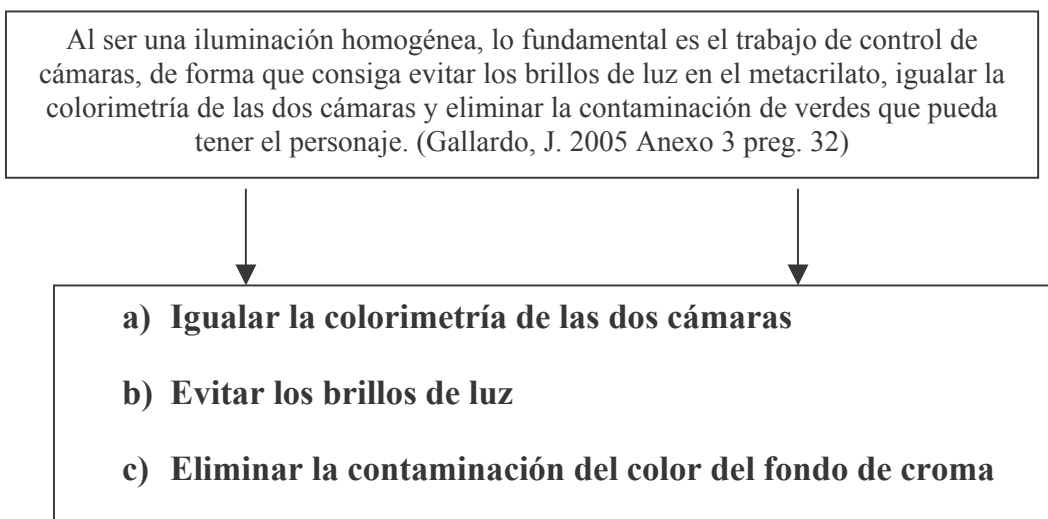 Al ser una iluminación homogénea, lo fundamental es el trabajo de control de
cámaras, de forma que consiga evitar los brillos de luz en el metacrilato, igualar la
colorimetría de las dos cámaras y eliminar la contaminación de verdes que pueda
tener el personaje. (Gallardo, J. 2005 Anexo 3 preg. 32)
a) Igualar la colorimetría de las dos cámaras
b) Evitar los brillos de luz
c) Eliminar la contaminación del color del fondo de croma